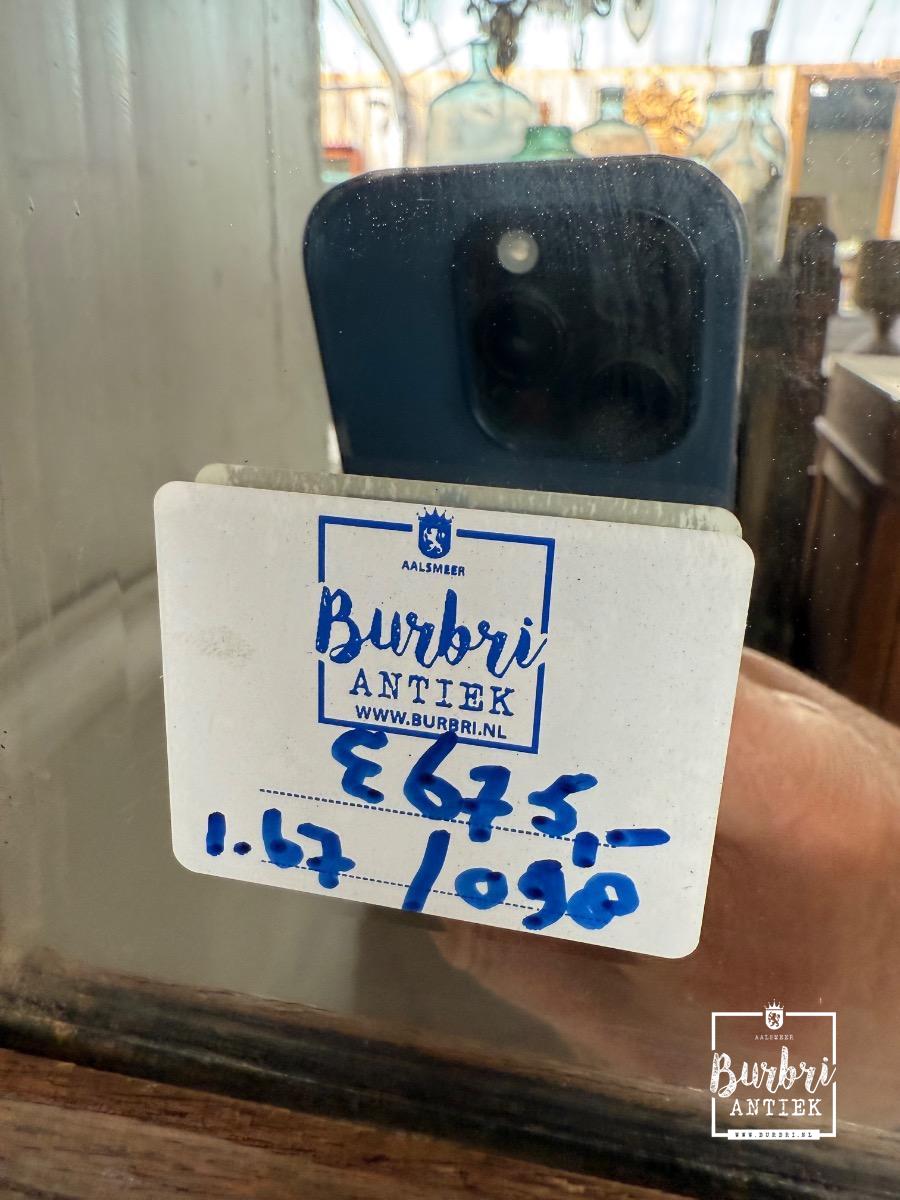 AALSMEER
Burbri
ANTIEK
WWW.BURBRI.NL
€ 675,-
1.67 / 090
AALSMEER
Burbri
ANTIEK
WWW.BURBRI.NL